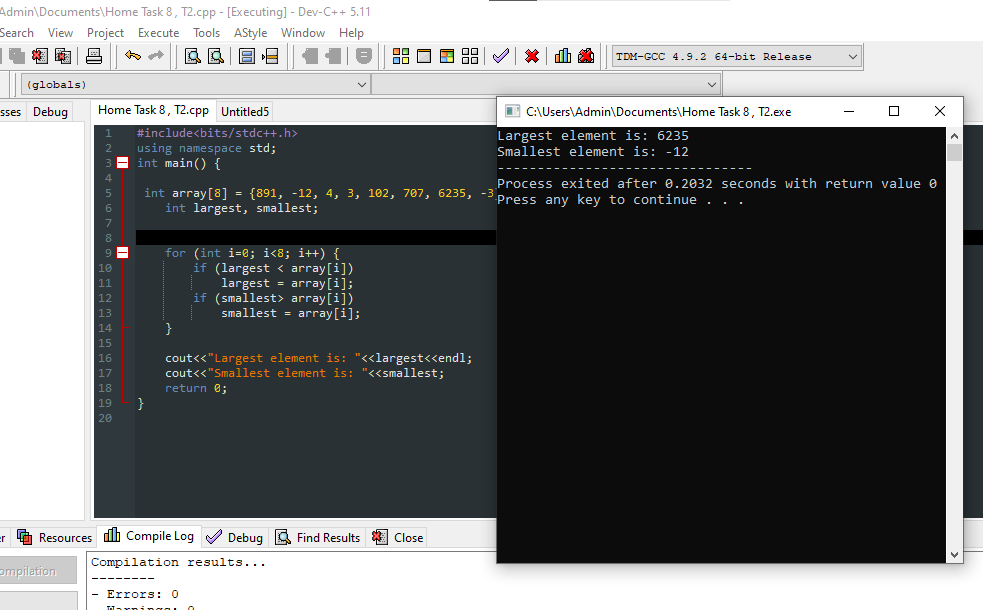 Admin\Documents\Home Task 8, T2.cpp - [Executing] - Dev-C++ 5.11
Search View Project Execute Tools AStyle Window Help
TDM-GCC 4.9.2 64-bit Release
(globals)
sses Debug Home Task 8, T2.cpp Untitled5
1 #include<bits/stdc++.h>
2 using namespace std;
3 int main() {
4
5 int array[8] = {891, -12, 4, 3, 102, 707, 6235, -3
6 int largest, smallest;
7
8
9 for (int i=0; i<8; i++) {
10 if (largest < array[i])
11 largest = array[i];
12 if (smallest> array[i])
13 smallest = array[i];
14 }
15
16 cout<<"Largest element is: "<<largest<<endl;
17 cout<<"Smallest element is: "<<smallest;
18 return 0;
19 }
20
C:\Users\Admin\Documents\Home Task 8, T2.exe
Largest element is: 6235
Smallest element is: -12
--------------------------------
Process exited after 0.2032 seconds with return value 0
Press any key to continue . . .
er Resources Compile Log Debug Find Results Close
ompilation
Compilation results...
--------
- Errors: 0
- Warnings: 0